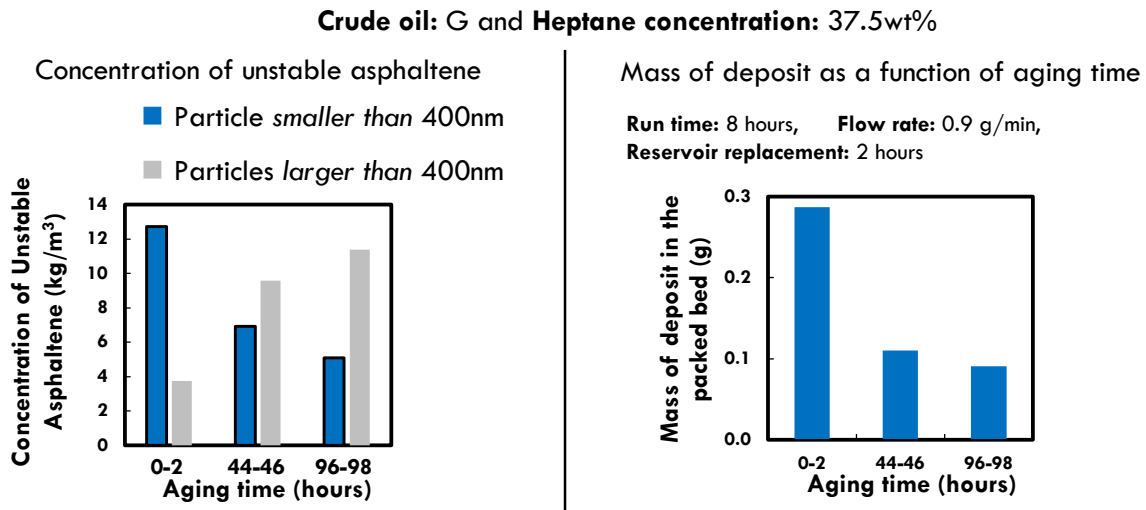 Crude oil: G and Heptane concentration: 37.5wt%
Concentration of unstable asphaltene
Particle smaller than 400nm
Particles larger than 400nm
Concentration of Unstable
Asphaltene (kg/m³)
14
12
10
8
6
4
2
0
0-2 44-46 96-98
Aging time (hours)
Mass of deposit as a function of aging time
Run time: 8 hours, Flow rate: 0.9 g/min,
Reservoir replacement: 2 hours
Mass of deposit in the
packed bed (g)
0.3
0.2
0.1
0.0
0-2 44-46 96-98
Aging time (hours)